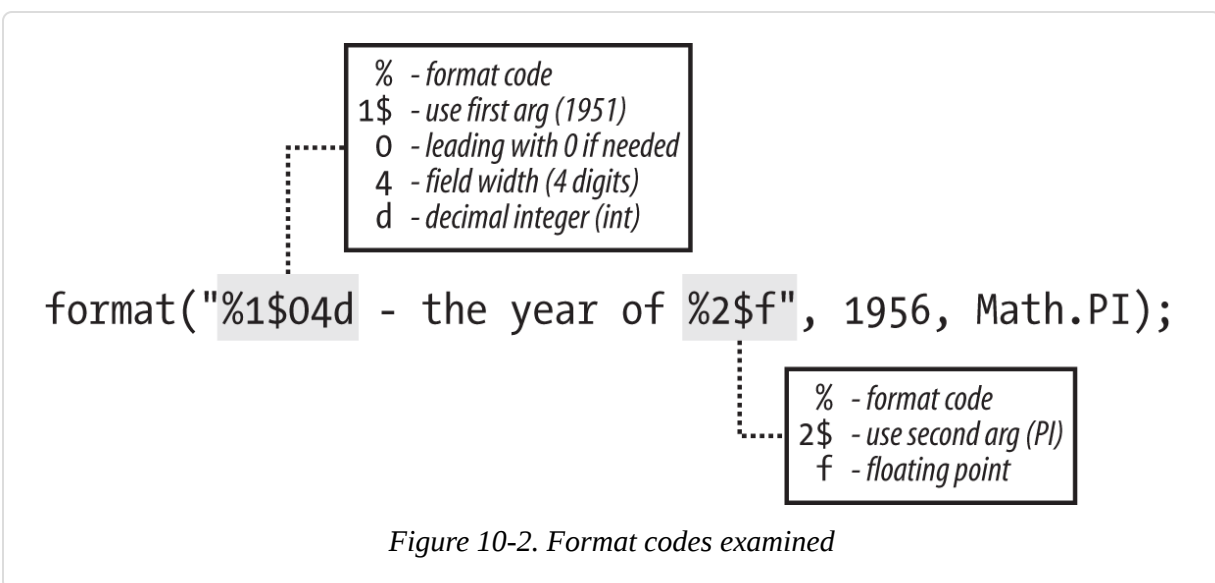 % - format code
1$ - use first arg (1951)
0 - leading with 0 if needed
4 - field width (4 digits)
d - decimal integer (int)
format("%1$04d - the year of %2$f", 1956, Math.PI);
% - format code
2$ - use second arg (PI)
f - floating point
Figure 10-2. Format codes examined